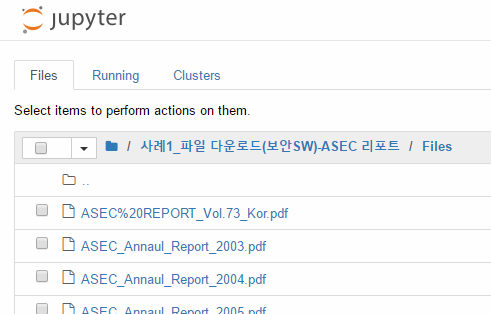 jupyter
Files Running Clusters
Select items to perform actions on them.
/ 사례1_파일 다운로드(보안SW)-ASEC 리포트 / Files
..
ASEC%20REPORT_Vol.73_Kor.pdf
ASEC_Annaul_Report_2003.pdf
ASEC_Annaul_Report_2004.pdf
ASEC_Annaul_Report_2005.pdf